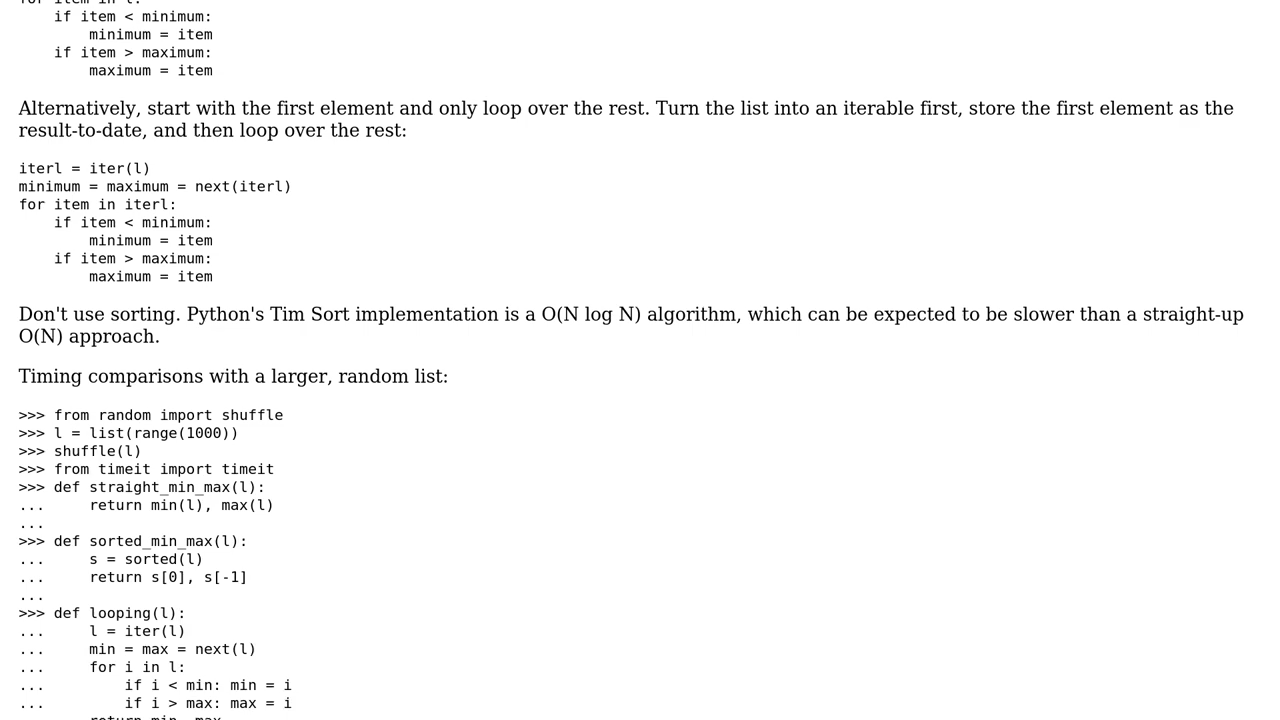 for item in l:
    if item < minimum:
        minimum = item
    if item > maximum:
        maximum = item
Alternatively, start with the first element and only loop over the rest. Turn the list into an iterable first, store the first element as the
result-to-date, and then loop over the rest:
iterl = iter(l)
minimum = maximum = next(iterl)
for item in iterl:
    if item < minimum:
        minimum = item
    if item > maximum:
        maximum = item
Don't use sorting. Python's Tim Sort implementation is a O(N log N) algorithm, which can be expected to be slower than a straight-up
O(N) approach.
Timing comparisons with a larger, random list:
>>> from random import shuffle
>>> l = list(range(1000))
>>> shuffle(l)
>>> from timeit import timeit
>>> def straight_min_max(l):
...     return min(l), max(l)
...
>>> def sorted_min_max(l):
...     s = sorted(l)
...     return s[0], s[-1]
...
>>> def looping(l):
...     l = iter(l)
...     min = max = next(l)
...     for i in l:
...         if i < min: min = i
...         if i > max: max = i
...     return min, max